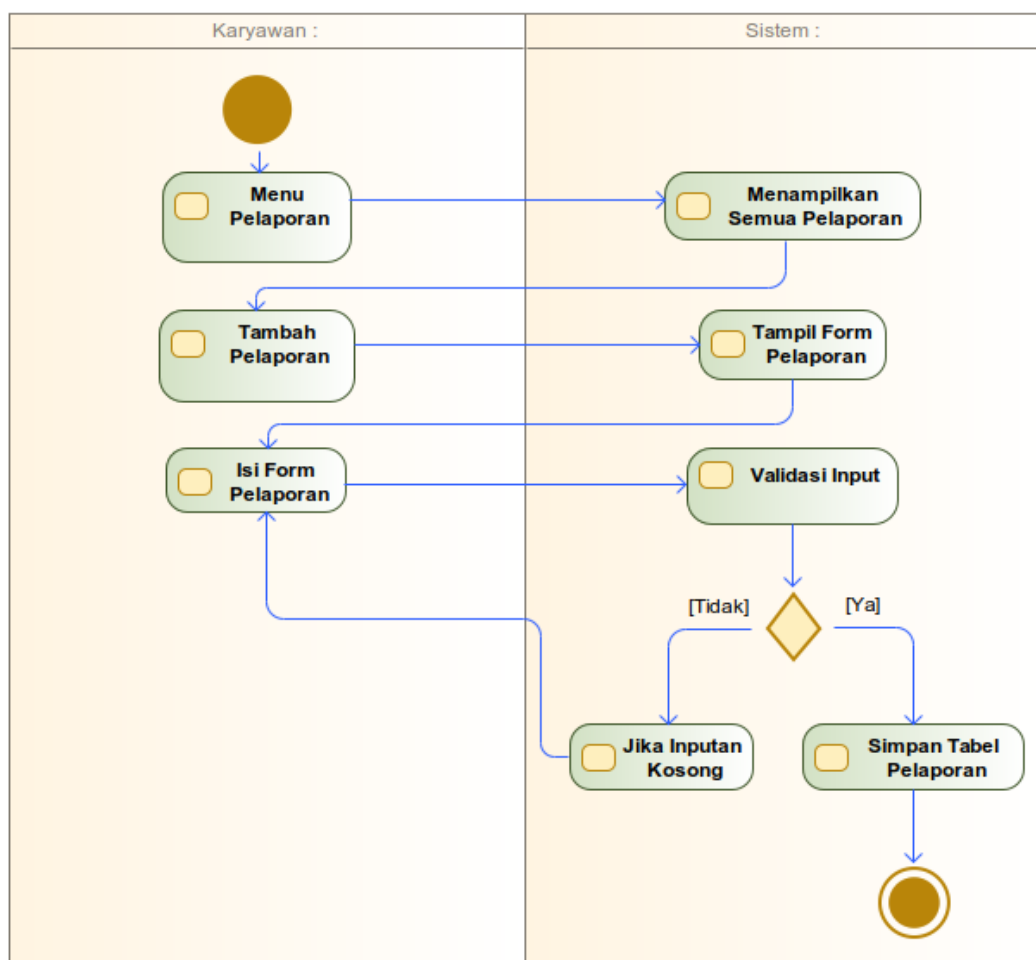 Karyawan :
Sistem :
Menu
Pelaporan
Menampilkan
Semua Pelaporan
Tambah
Pelaporan
Tampil Form
Pelaporan
Isi Form
Pelaporan
Validasi Input
[Tidak]
[Ya]
Jika Inputan
Kosong
Simpan Tabel
Pelaporan